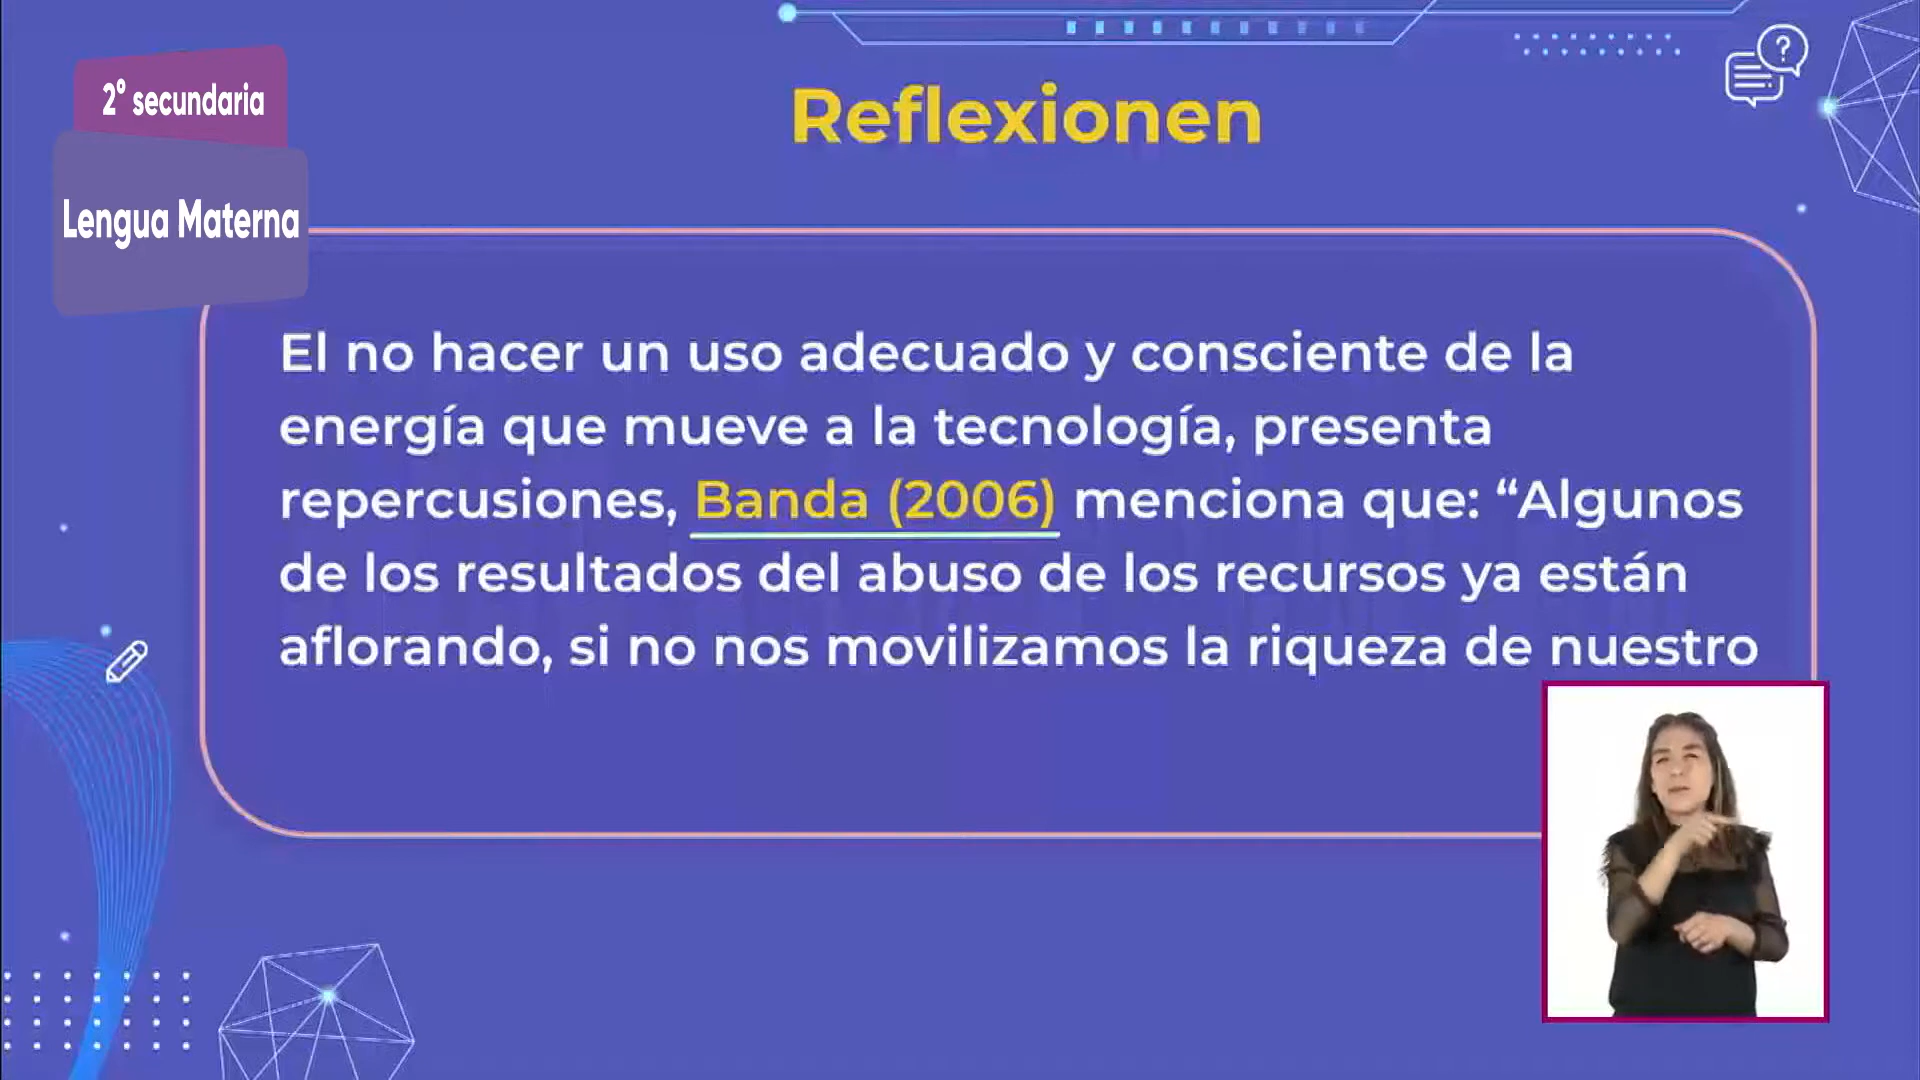 2° secundaria
Lengua Materna
Reflexionen
El no hacer un uso adecuado y consciente de la
energía que mueve a la tecnología, presenta
repercusiones, Banda (2006) menciona que: “Algunos
de los resultados del abuso de los recursos ya están
aflorando, si no nos movilizamos la riqueza de nuestro
?